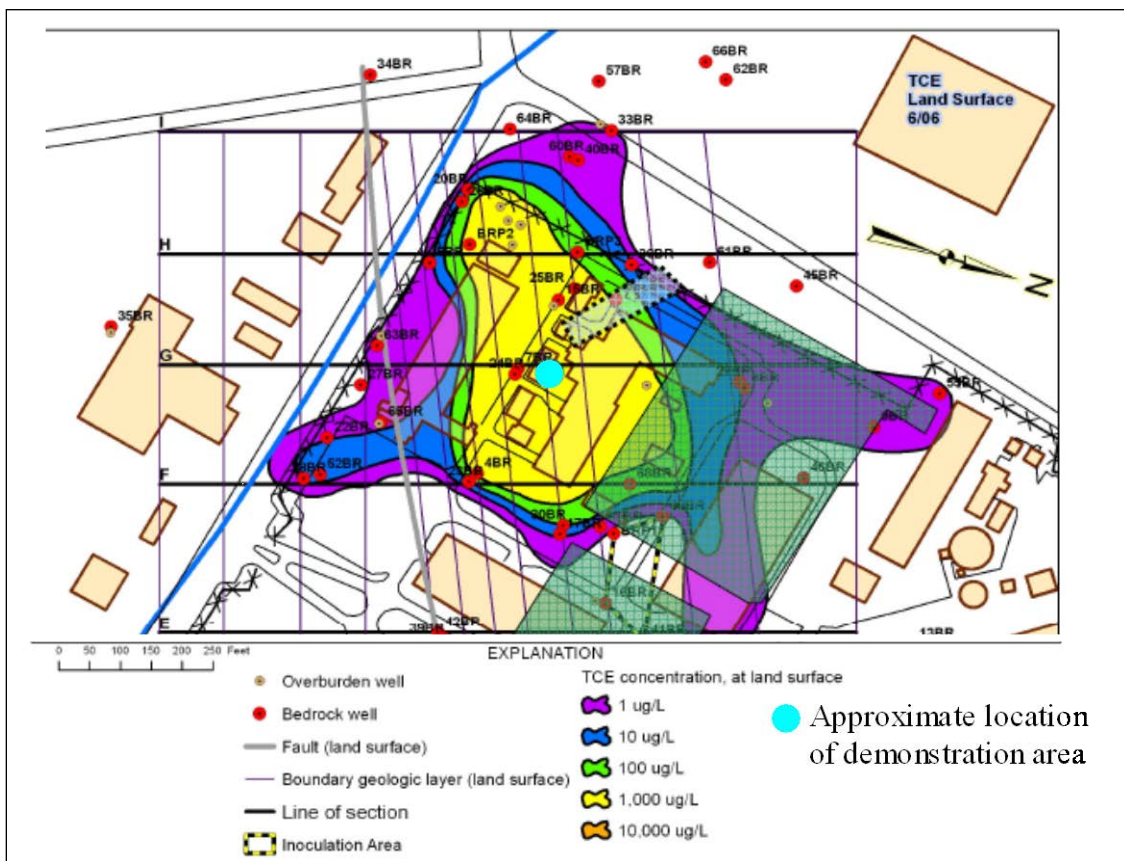 34BR
66BR
57BR
62BR
TCE
Land Surface
6/06
64BR
I
33BR
60BR
40BR
20BR
H
BRP2
36BR
51BR
45BR
25BR
N
35BR
63BR
G
24BR
7BR
27BR
65BR
22BR
52BR
4BR
F
E
39BR
13BR
0 50 100 150 200 250 Feet
EXPLANATION
Overburden well
Bedrock well
Fault (land surface)
Boundary geologic layer (land surface)
Line of section
Inoculation Area
TCE concentration, at land surface
1 ug/L
10 ug/L
100 ug/L
1,000 ug/L
10,000 ug/L
Approximate location
of demonstration area